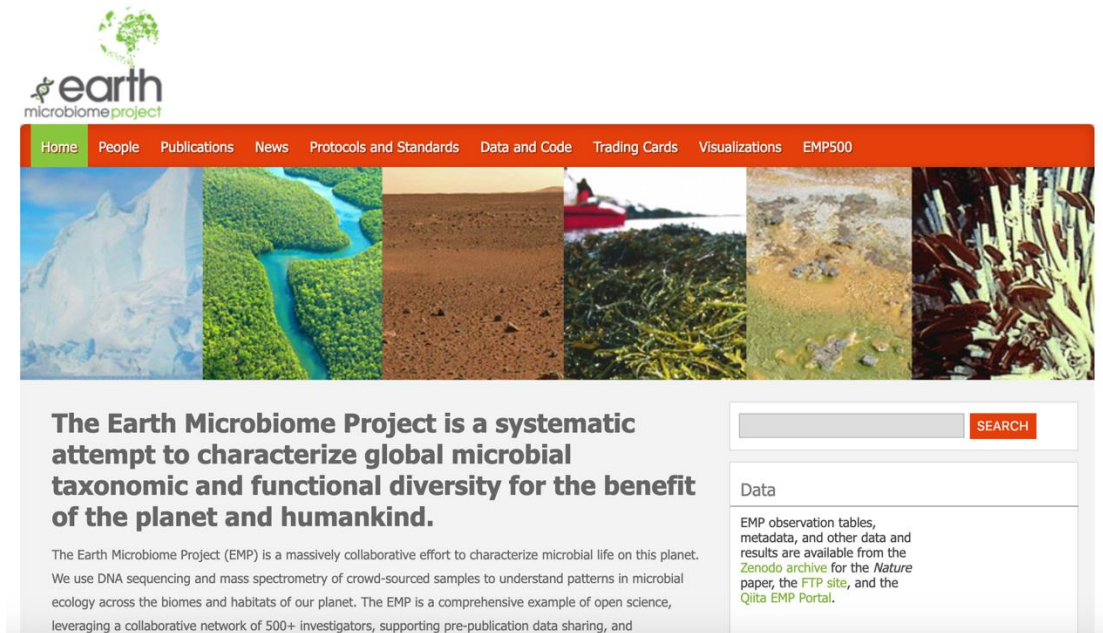 earth
microbiomeproject
Home People Publications News Protocols and Standards Data and Code Trading Cards Visualizations EMP500
The Earth Microbiome Project is a systematic
attempt to characterize global microbial
taxonomic and functional diversity for the benefit
of the planet and humankind.
The Earth Microbiome Project (EMP) is a massively collaborative effort to characterize microbial life on this planet.
We use DNA sequencing and mass spectrometry of crowd-sourced samples to understand patterns in microbial
ecology across the biomes and habitats of our planet. The EMP is a comprehensive example of open science,
leveraging a collaborative network of 500+ investigators, supporting pre-publication data sharing, and
SEARCH
Data
EMP observation tables,
metadata, and other data and
results are available from the
Zenodo archive for the Nature
paper, the FTP site, and the
Qiita EMP Portal.